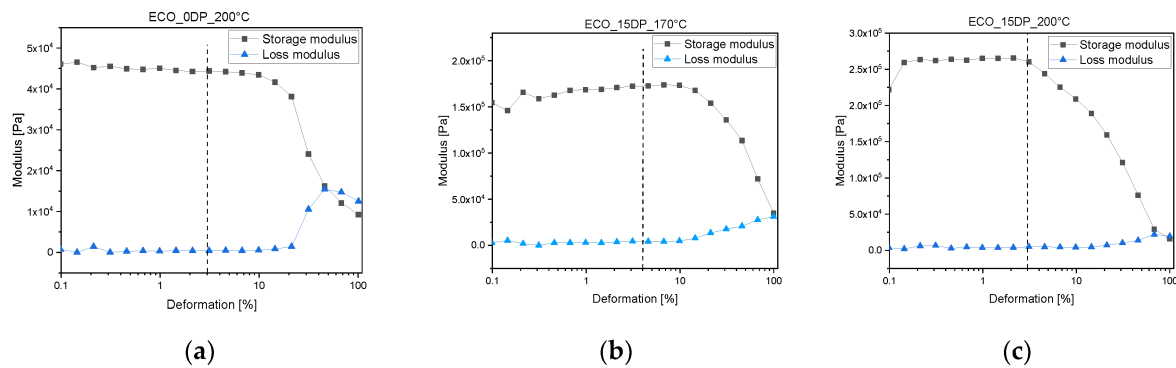 ECO_0DP_200°C
Storage modulus
Loss modulus
5x10⁴
4x10⁴
3x10⁴
2x10⁴
1x10⁴
0
Modulus [Pa]
0.1 1 10 100
Deformation [%]
(a)
ECO_15DP_170°C
Storage modulus
Loss modulus
2.0x10⁵
1.5x10⁵
1.0x10⁵
5.0x10⁴
0.0
Modulus [Pa]
0.1 1 10 100
Deformation [%]
(b)
ECO_15DP_200°C
Storage modulus
Loss modulus
3.0x10⁵
2.5x10⁵
2.0x10⁵
1.5x10⁵
1.0x10⁵
5.0x10⁴
0.0
Modulus [Pa]
0.1 1 10 100
Deformation [%]
(c)